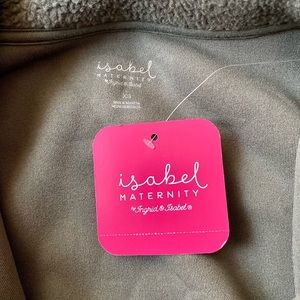 isabel
MATERNITY
by Ingrid & Isabel
isabel
MATERNITY
by Ingrid & Isabel®